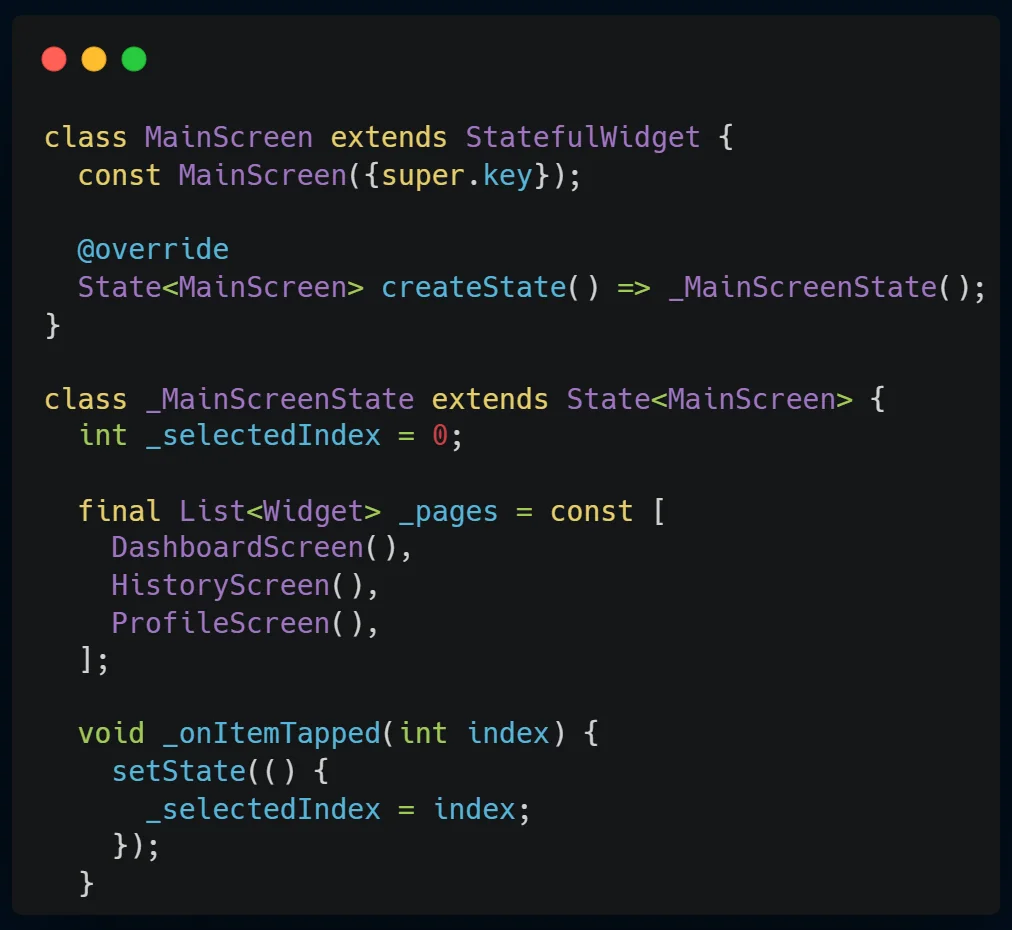 class MainScreen extends StatefulWidget {
  const MainScreen({super.key});

  @override
  State<MainScreen> createState() => _MainScreenState();
}

class _MainScreenState extends State<MainScreen> {
  int _selectedIndex = 0;

  final List<Widget> _pages = const [
    DashboardScreen(),
    HistoryScreen(),
    ProfileScreen(),
  ];

  void _onItemTapped(int index) {
    setState(() {
      _selectedIndex = index;
    });
  }